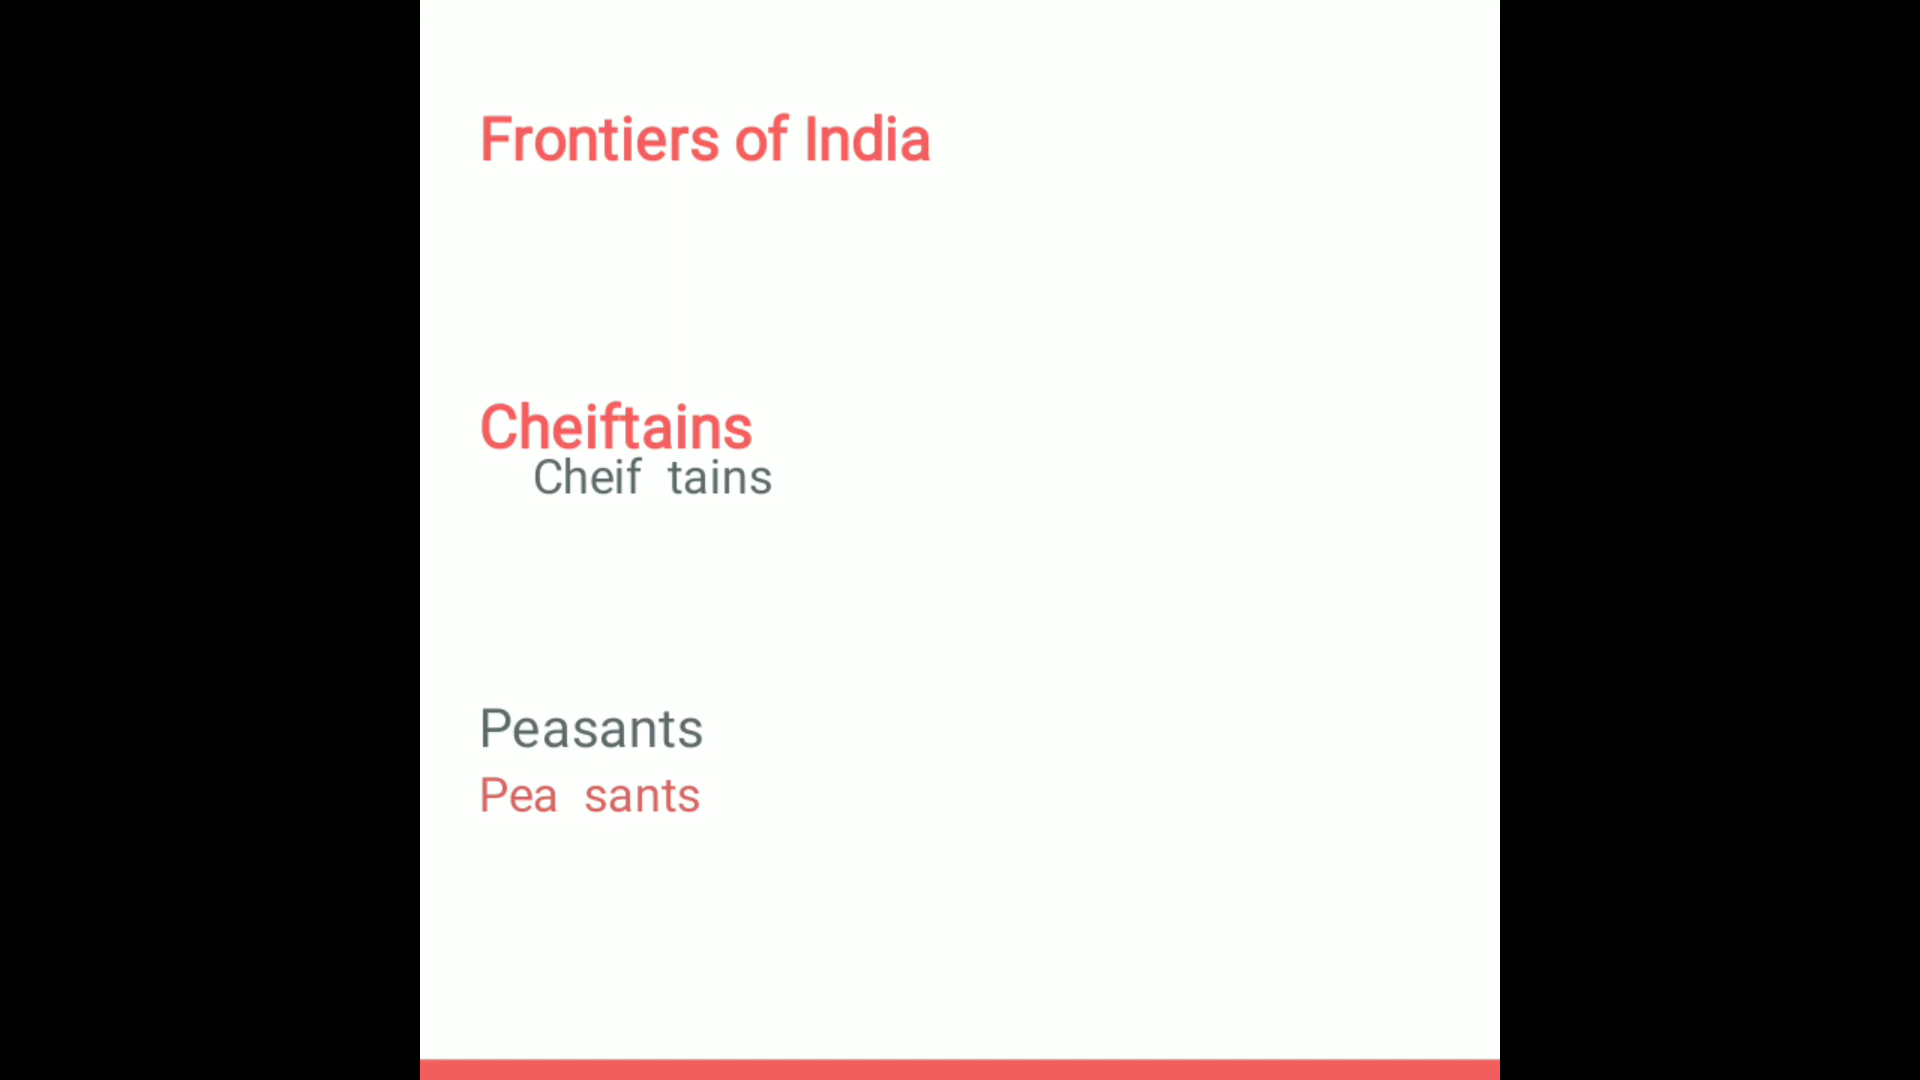 Frontiers of India
Cheiftains
Cheif tains
Peasants
Pea sants